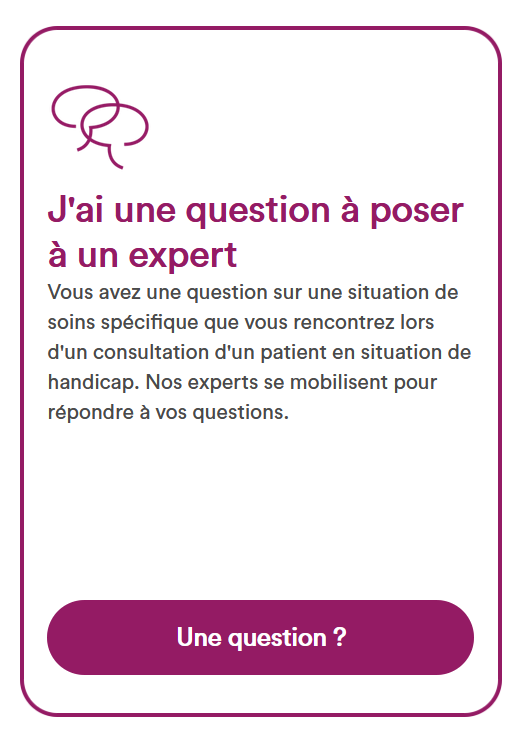 J'ai une question à poser
à un expert
Vous avez une question sur une situation de
soins spécifique que vous rencontrez lors
d'un consultation d'un patient en situation de
handicap. Nos experts se mobilisent pour
répondre à vos questions.
Une question ?